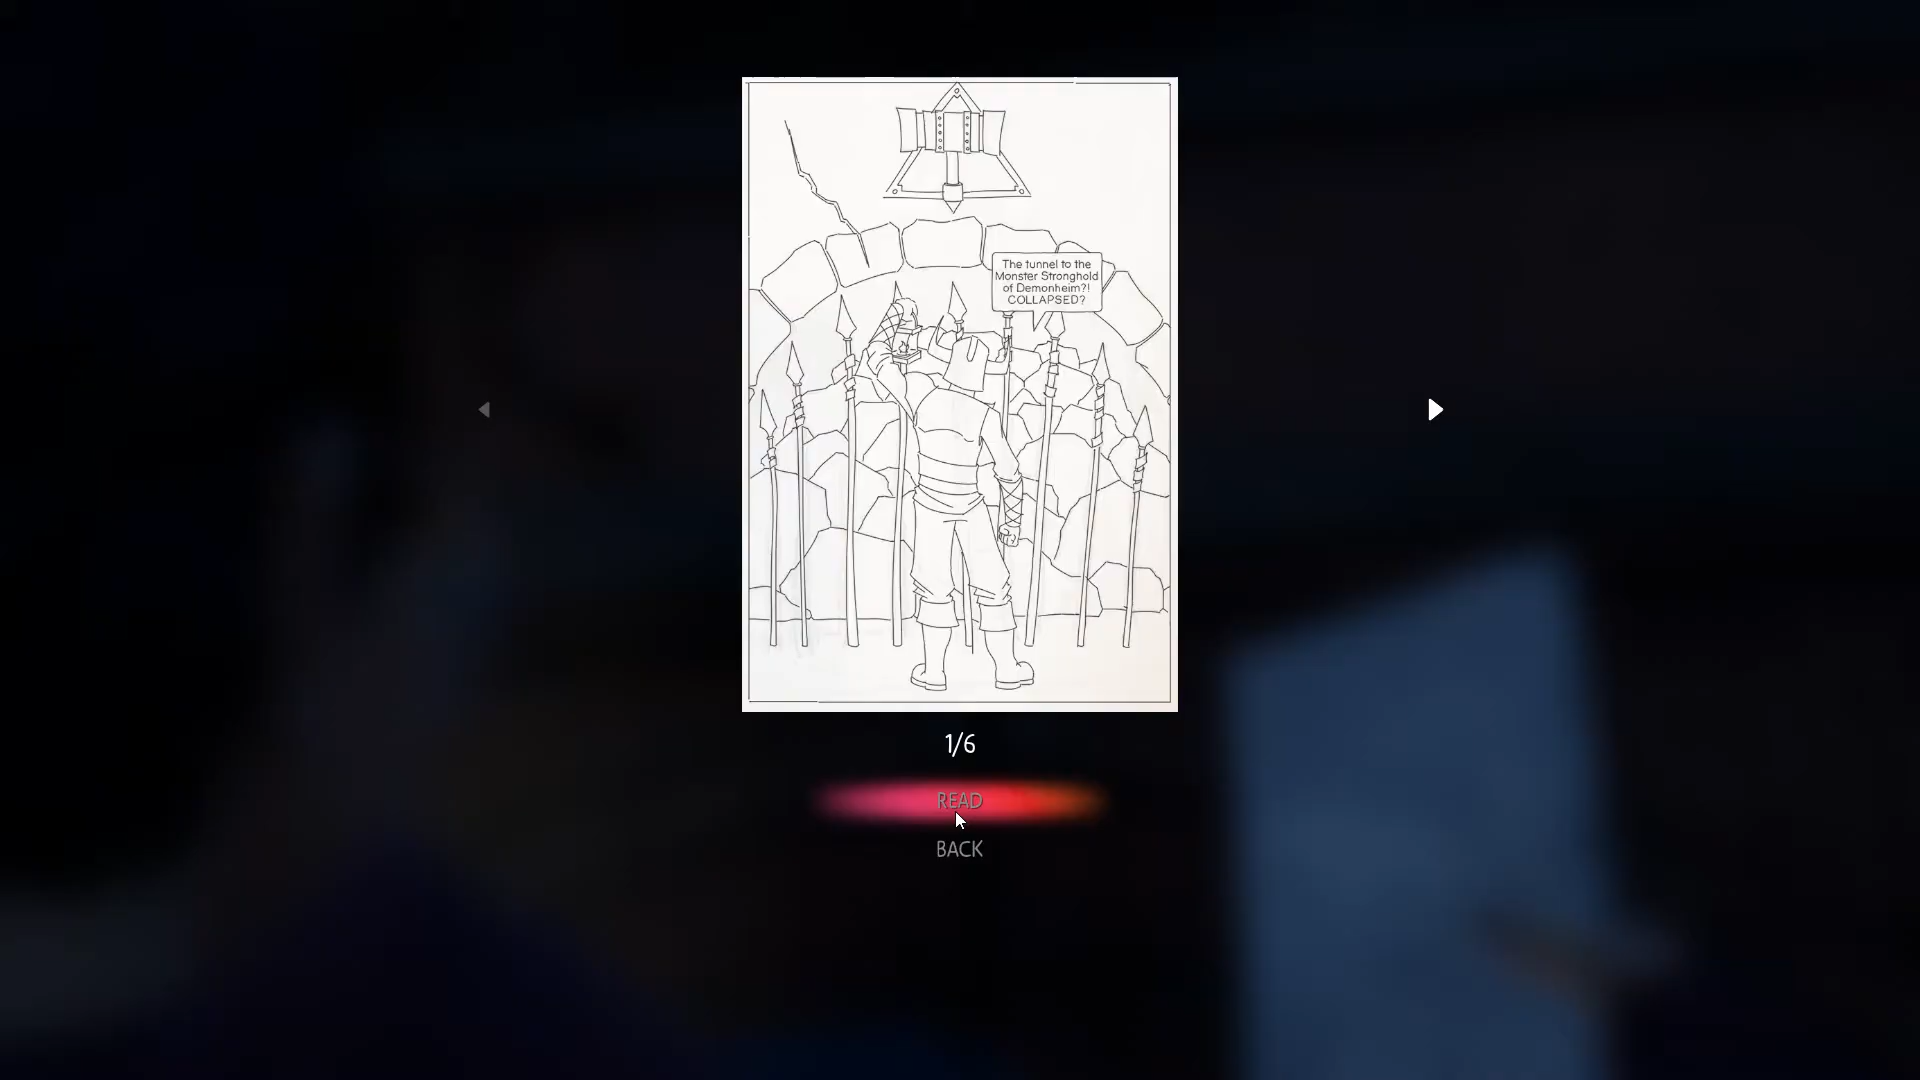 The tunnel to the
Monster Stronghold
of Demonheim?!
COLLAPSED?
1/6
READ
BACK